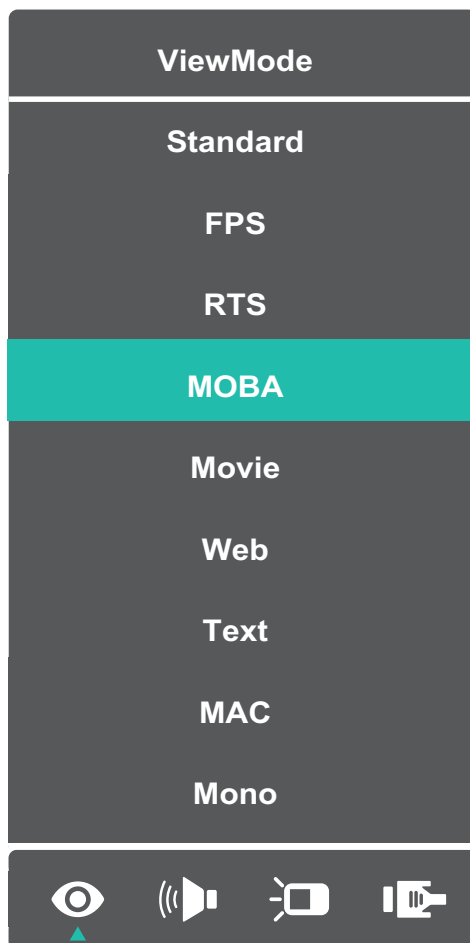 ViewMode
Standard
FPS
RTS
MOBA
Movie
Web
Text
MAC
Mono